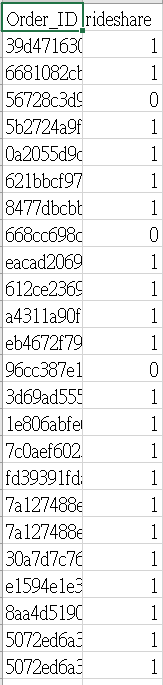 Order_ID rideshare
39d471630 1
6681082cb 1
56728c3d9 0
5b2724a9f 1
0a2055d9c 1
621bbcf97 1
8477dbcbb 1
668cc698c 0
eacad2069 1
612ce2369 1
a4311a90f 1
eb4672f79 1
96cc387e1 0
3d69ad555 1
1e806abfe 1
7c0aef602 1
fd39391fd 1
7a127488e 1
7a127488e 1
30a7d7c76 1
e1594e1e3 1
8aa4d5190 1
5072ed6a3 1
5072ed6a3 1